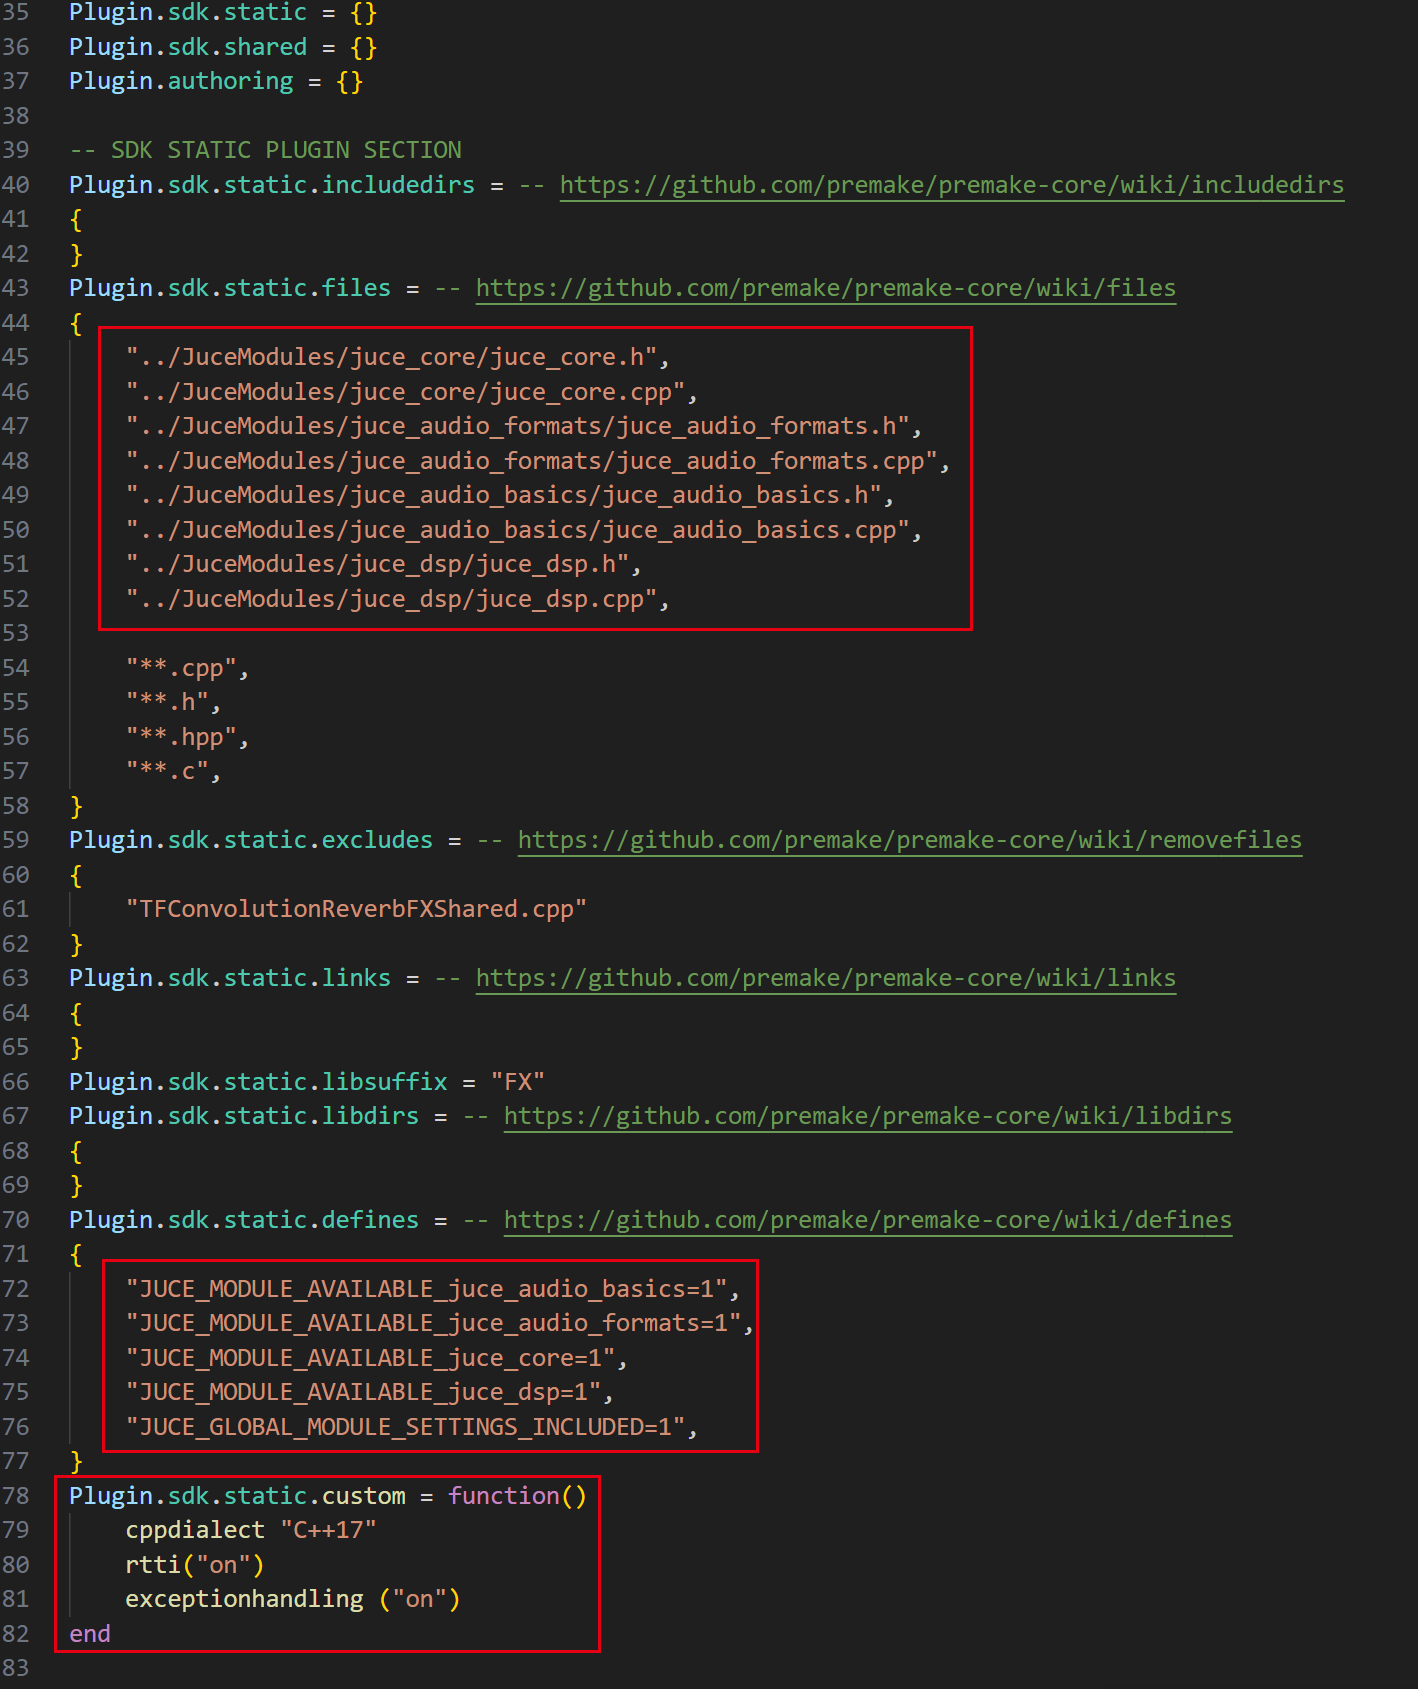 35 Plugin.sdk.static = {}
36 Plugin.sdk.shared = {}
37 Plugin.authoring = {}
38
39 -- SDK STATIC PLUGIN SECTION
40 Plugin.sdk.static.includedirs = -- https://github.com/premake/premake-core/wiki/includedirs
41 {
42 }
43 Plugin.sdk.static.files = -- https://github.com/premake/premake-core/wiki/files
44 {
45     "../JuceModules/juce_core/juce_core.h",
46     "../JuceModules/juce_core/juce_core.cpp",
47     "../JuceModules/juce_audio_formats/juce_audio_formats.h",
48     "../JuceModules/juce_audio_formats/juce_audio_formats.cpp",
49     "../JuceModules/juce_audio_basics/juce_audio_basics.h",
50     "../JuceModules/juce_audio_basics/juce_audio_basics.cpp",
51     "../JuceModules/juce_dsp/juce_dsp.h",
52     "../JuceModules/juce_dsp/juce_dsp.cpp",
53
54     "**.cpp",
55     "**.h",
56     "**.hpp",
57     "**.c",
58 }
59 Plugin.sdk.static.excludes = -- https://github.com/premake/premake-core/wiki/removefiles
60 {
61     "TFConvolutionReverbFXShared.cpp"
62 }
63 Plugin.sdk.static.links = -- https://github.com/premake/premake-core/wiki/links
64 {
65 }
66 Plugin.sdk.static.libsuffix = "FX"
67 Plugin.sdk.static.libdirs = -- https://github.com/premake/premake-core/wiki/libdirs
68 {
69 }
70 Plugin.sdk.static.defines = -- https://github.com/premake/premake-core/wiki/defines
71 {
72     "JUCE_MODULE_AVAILABLE_juce_audio_basics=1",
73     "JUCE_MODULE_AVAILABLE_juce_audio_formats=1",
74     "JUCE_MODULE_AVAILABLE_juce_core=1",
75     "JUCE_MODULE_AVAILABLE_juce_dsp=1",
76     "JUCE_GLOBAL_MODULE_SETTINGS_INCLUDED=1",
77 }
78 Plugin.sdk.static.custom = function()
79     cppdialect "C++17"
80     rtti("on")
81     exceptionhandling ("on")
82 end
83